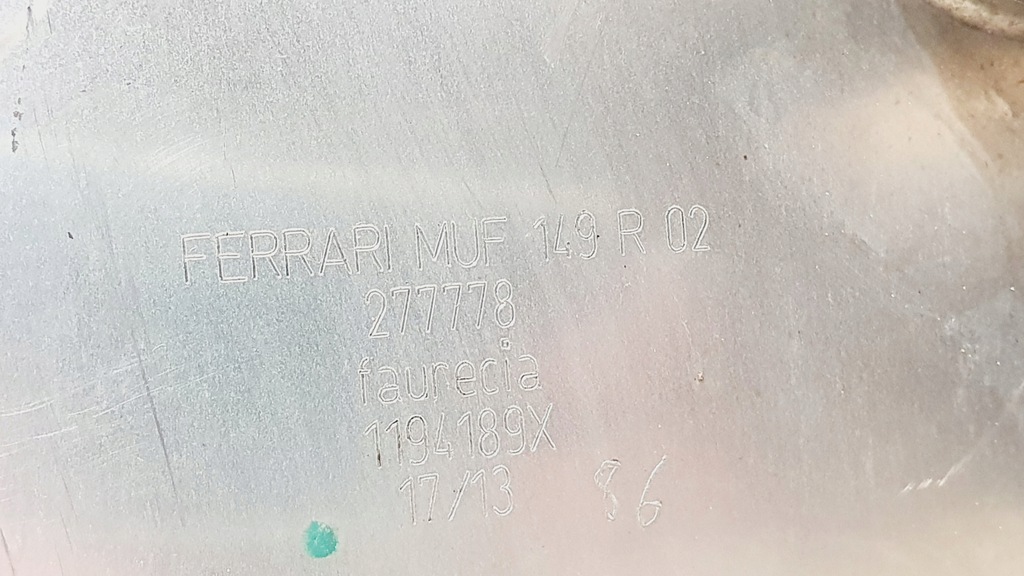 FERRARI MUF 149 R 02
277778
faurecia
1194189X
17/13 86